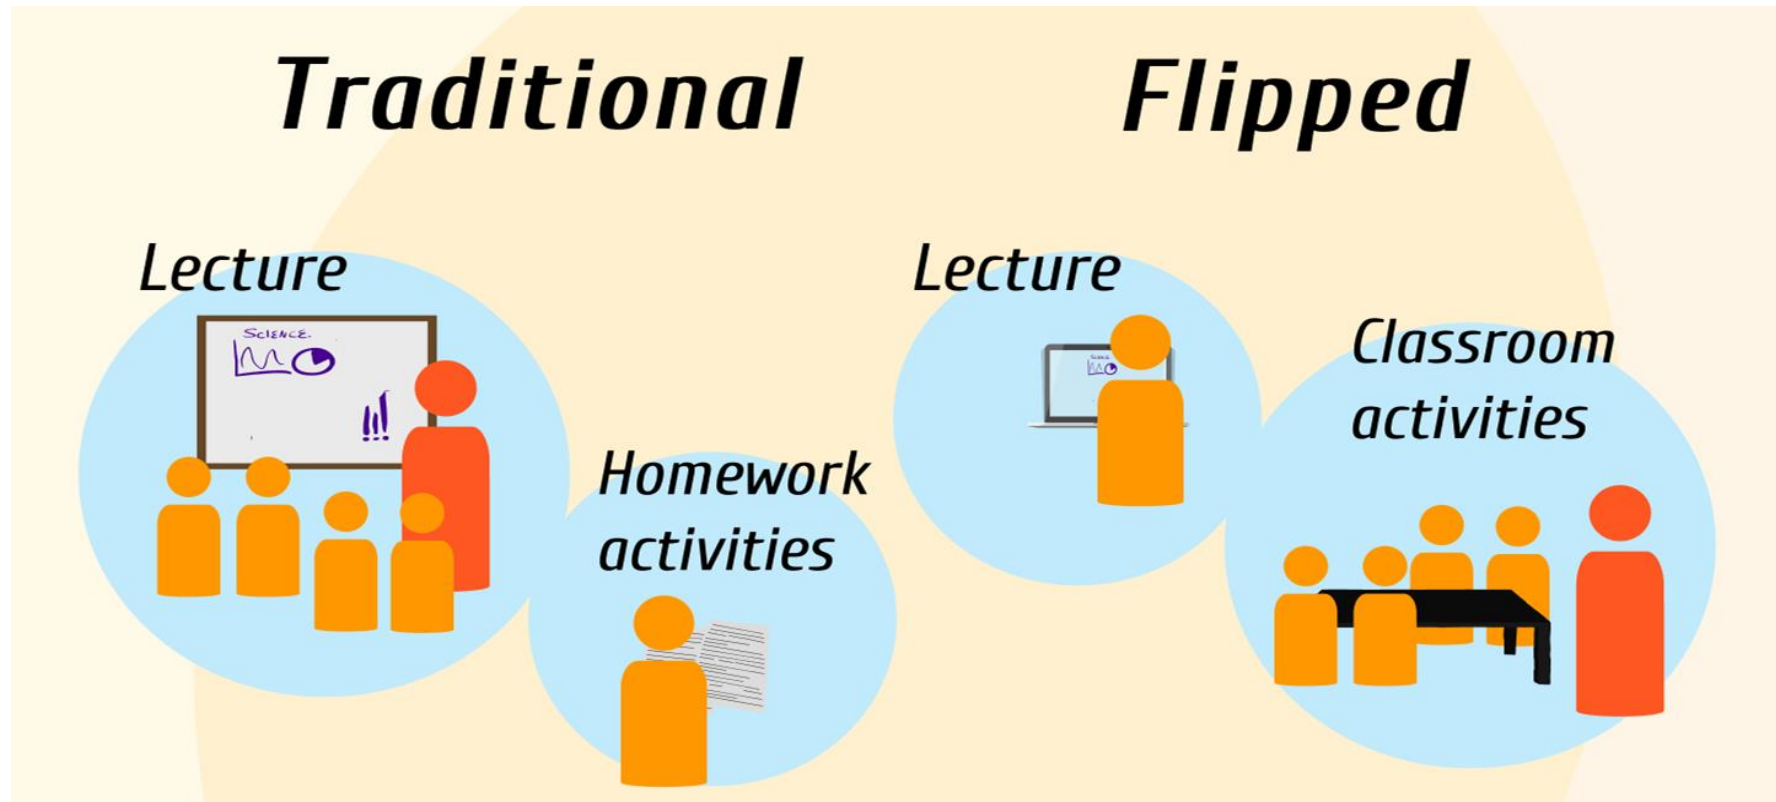 Traditional
Lecture
SCIENCE.
Homework
activities
Flipped
Lecture
Classroom
activities